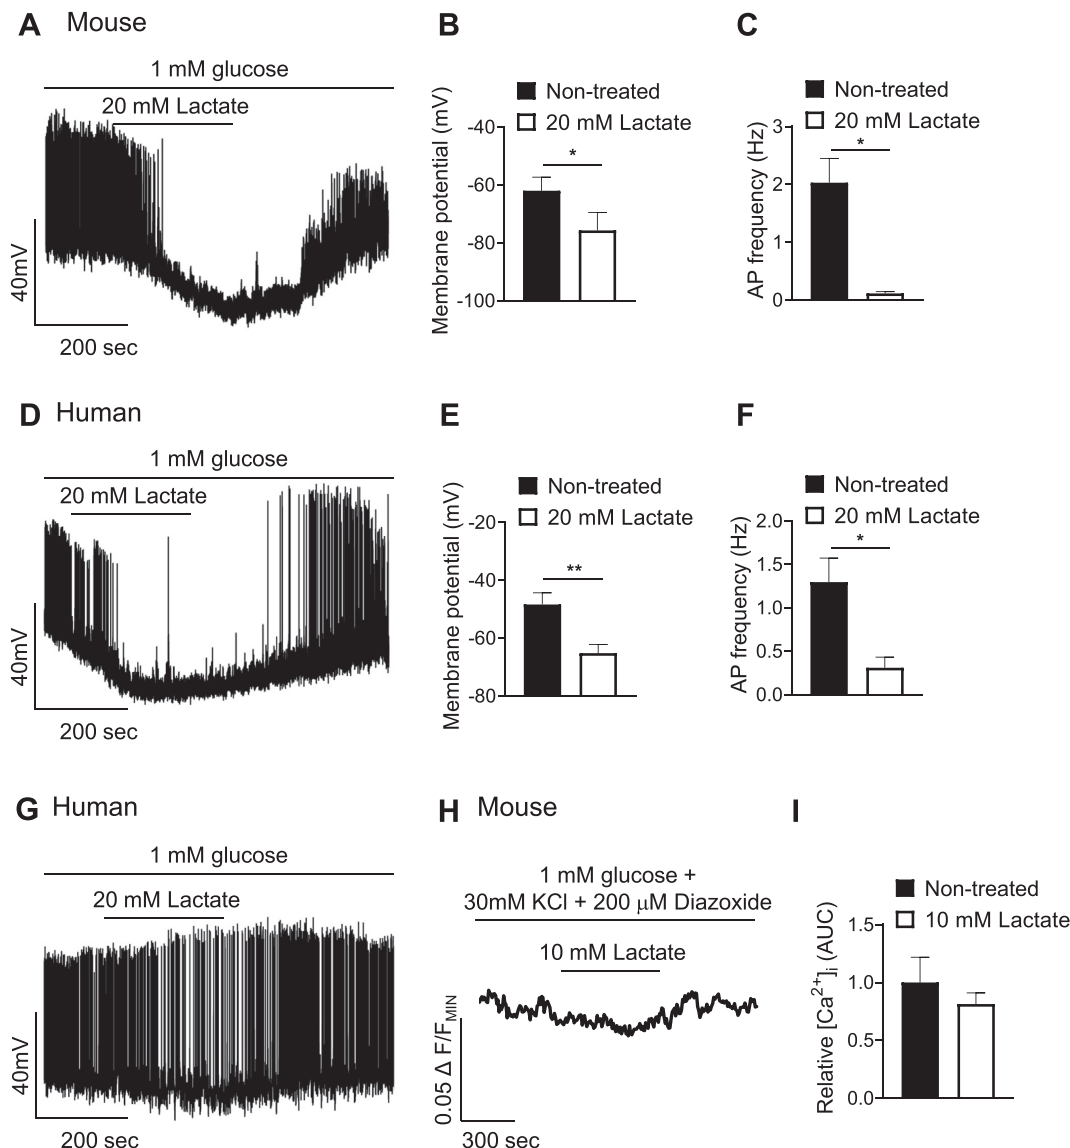 A Mouse
1 mM glucose
20 mM Lactate
40mV
200 sec
B
Non-treated
20 mM Lactate
Membrane potential (mV)
-40
-60
-80
-100
*
C
Non-treated
20 mM Lactate
AP frequency (Hz)
3
2
1
0
*
D Human
1 mM glucose
20 mM Lactate
40mV
200 sec
E
Non-treated
20 mM Lactate
Membrane potential (mV)
-20
-40
-60
-80
**
F
Non-treated
20 mM Lactate
AP frequency (Hz)
2.0
1.5
1.0
0.5
0.0
*
G Human
1 mM glucose
20 mM Lactate
40mV
200 sec
H Mouse
1 mM glucose +
30mM KCl + 200 μM Diazoxide
10 mM Lactate
0.05 Δ F/FMIN
300 sec
I
Non-treated
10 mM Lactate
Relative [Ca2+]i (AUC)
1.5
1.0
0.5
0.0